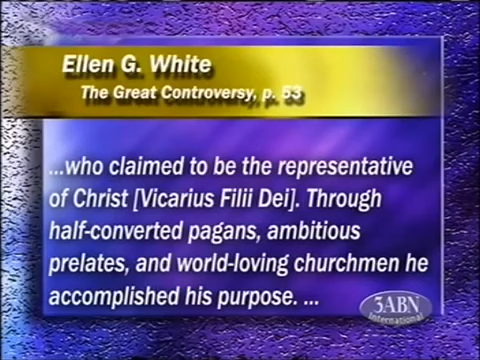 Ellen G. White
The Great Controversy, p. 53
...who claimed to be the representative
of Christ [Vicarius Filii Dei]. Through
half-converted pagans, ambitious
prelates, and world-loving churchmen he
accomplished his purpose. ...
3ABN
International